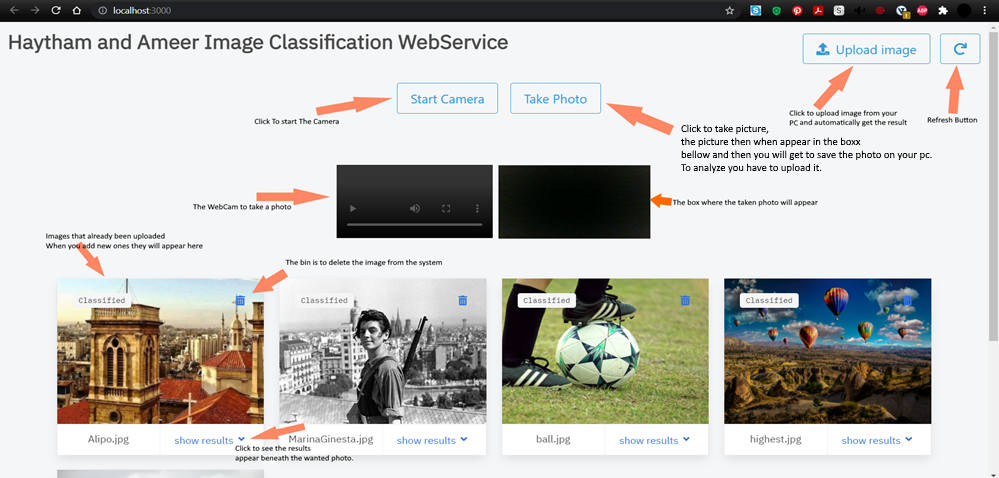 localhost:3000
Haytham and Ameer Image Classification WebService
Upload image
Start Camera
Take Photo
Click To start The Camera
Click to upload image from your
PC and automatically get the result
Refresh Button
Click to take picture,
the picture then when appear in the boxx
bellow and then you will get to save the photo on your pc.
To analyze you have to upload it.
The WebCam to take a photo
The box where the taken photo will appear
Images that already been uploaded
When you add new ones they will appear here
The bin is to delete the image from the system
Classified
Classified
Classified
Classified
Alipo.jpg
show results
MarinaGinesta.jpg
show results
ball.jpg
show results
highest.jpg
show results
Click to see the results
appear beneath the wanted photo.